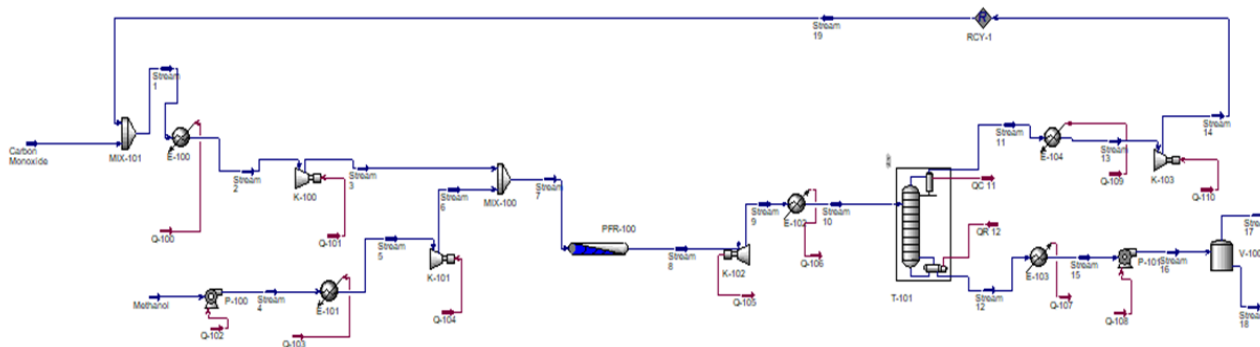 Stream
19
RCY-1
Stream
1
Carbon
Monoxide
MIX-101
E-100
Stream
2
K-100
Stream
3
Q-100
Q-101
Stream
6
MIX-100
Stream
7
Stream
5
K-101
Methanol
P-100
Stream
4
E-101
Q-102
Q-103
Q-104
PFR-100
Stream
8
K-102
Q-105
Stream
9
E-102
Stream
10
Q-106
T-101
QC 11
QR 12
Stream
11
E-104
Stream
13
Q-109
K-103
Stream
14
Q-110
Stream
12
E-103
Q-107
Stream
15
P-101
Q-108
Stream
16
Stream
17
V-100
Stream
18